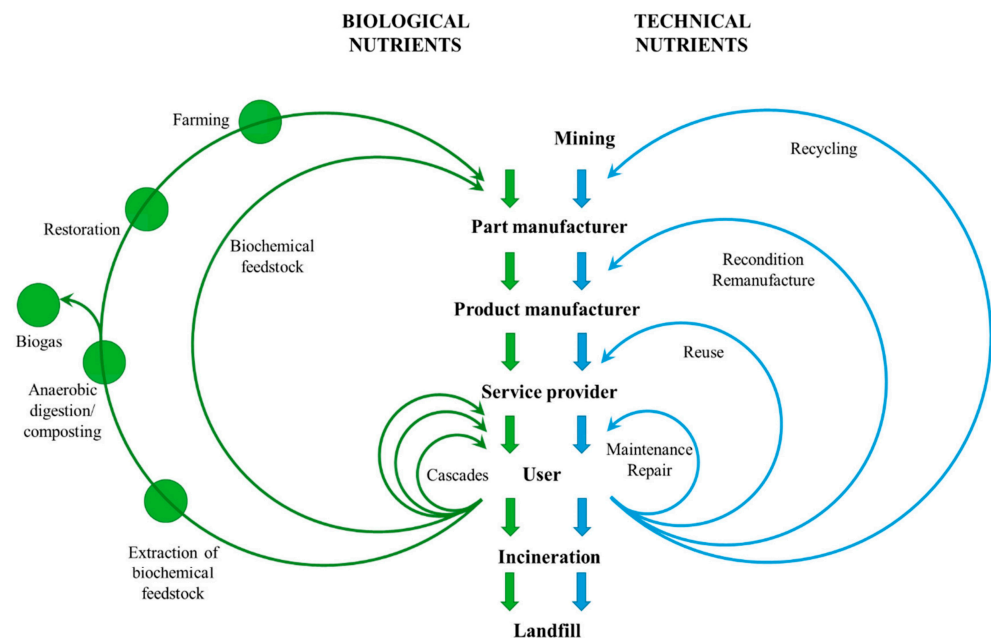 BIOLOGICAL
NUTRIENTS
TECHNICAL
NUTRIENTS
Farming
Mining
Recycling
Restoration
Part manufacturer
Biochemical
feedstock
Recondition
Remanufacture
Product manufacturer
Biogas
Reuse
Anaerobic
digestion/
composting
Service provider
Cascades
User
Maintenance
Repair
Extraction of
biochemical
feedstock
Incineration
Landfill